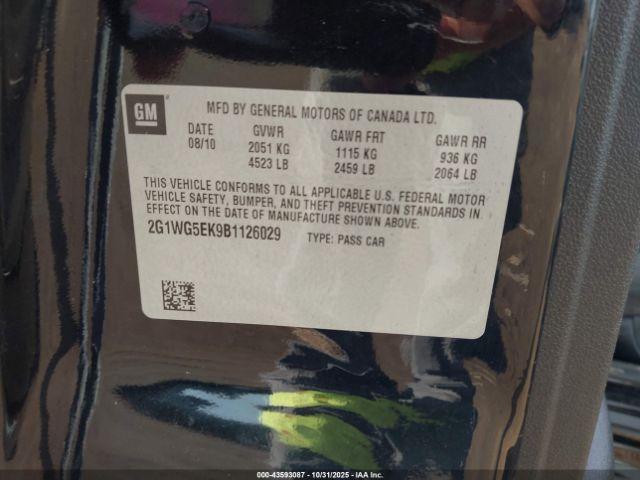 GM
MFD BY GENERAL MOTORS OF CANADA LTD.
DATE GVWR GAWR FRT GAWR RR
08/10 2051 KG 1115 KG 936 KG
4523 LB 2459 LB 2064 LB
THIS VEHICLE CONFORMS TO ALL APPLICABLE U.S. FEDERAL MOTOR
VEHICLE SAFETY, BUMPER, AND THEFT PREVENTION STANDARDS IN
EFFECT ON THE DATE OF MANUFACTURE SHOWN ABOVE.
2G1WG5EK9B1126029 TYPE: PASS CAR
000-43593087 - 10/31/2025 - IAA Inc.